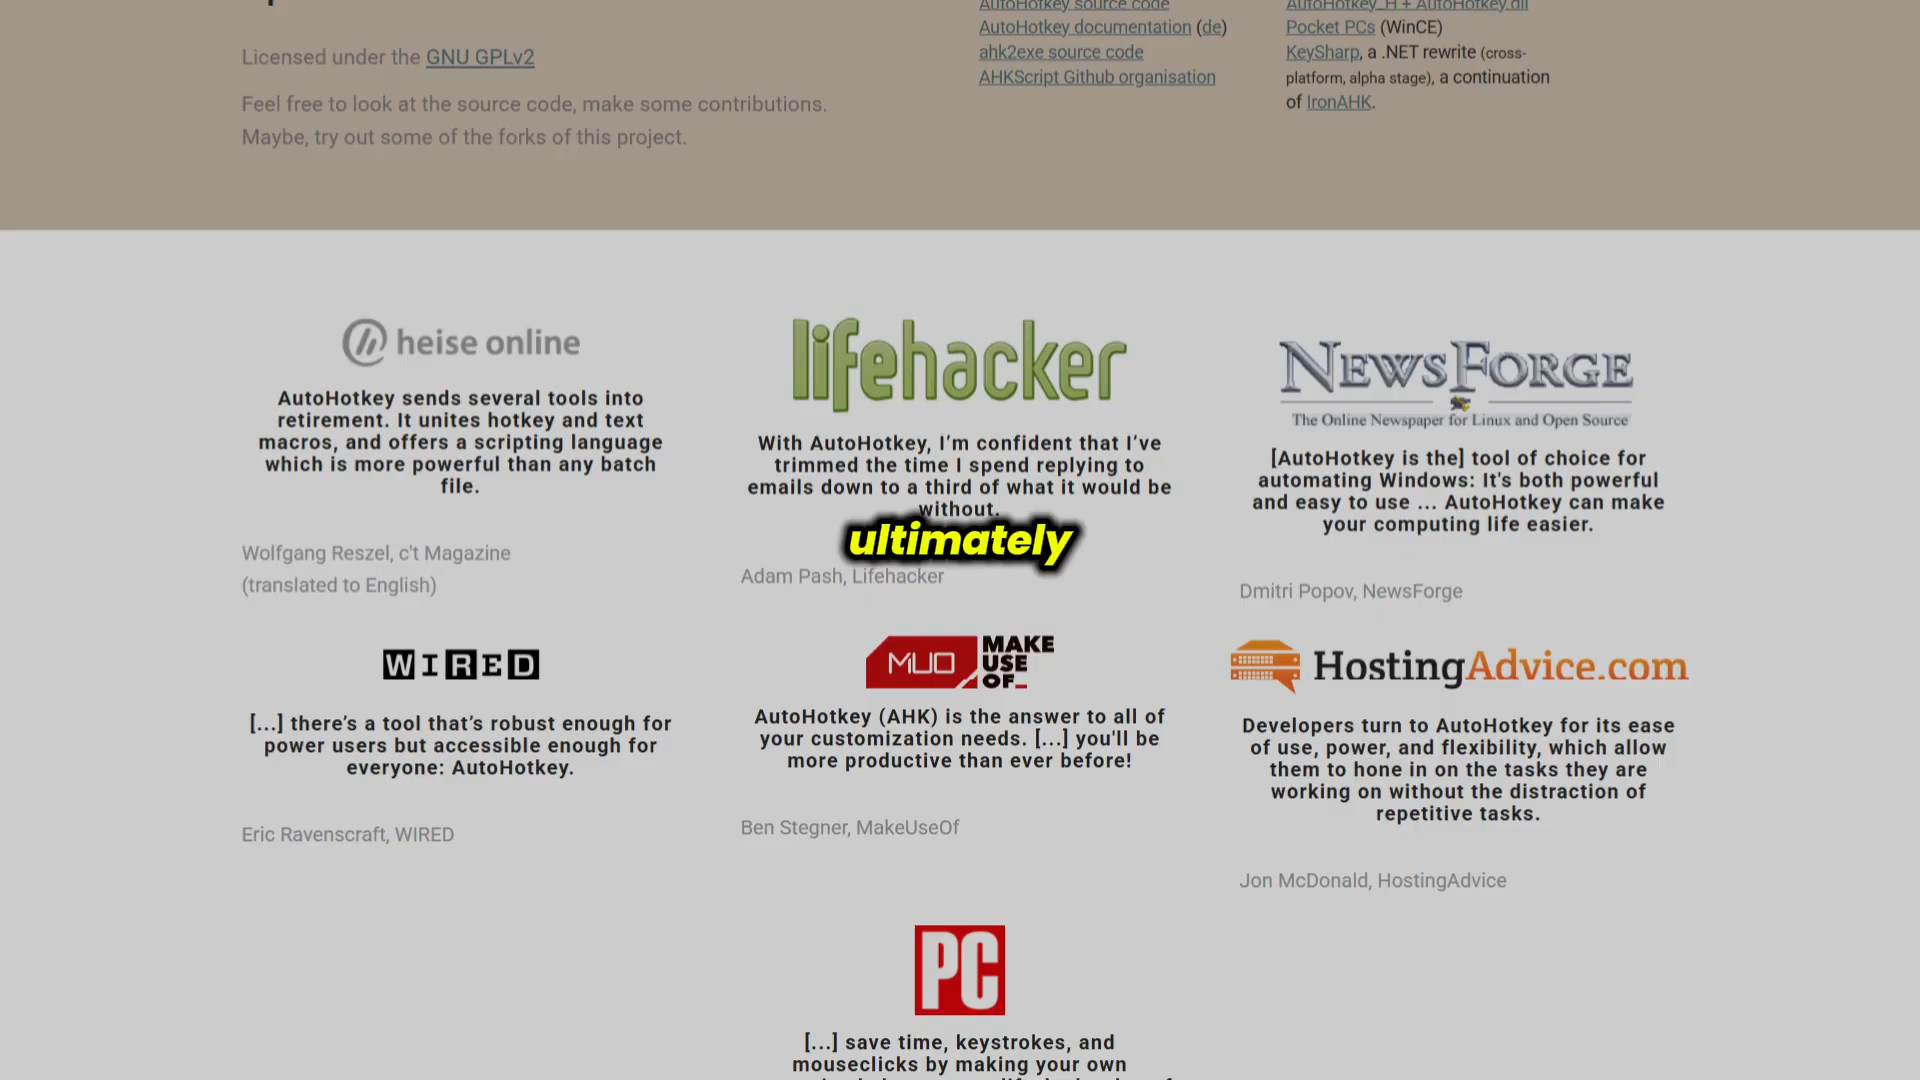 Licensed under the GNU GPLv2
Feel free to look at the source code, make some contributions.
Maybe, try out some of the forks of this project.
AutoHotkey source code
AutoHotkey documentation (de)
ahk2exe source code
AHKScript Github organisation
AutoHotkey_H + AutoHotkey.dll
Pocket PCs (WinCE)
KeySharp, a .NET rewrite (cross-
platform, alpha stage), a continuation
of IronAHK.
heise online
AutoHotkey sends several tools into
retirement. It unites hotkey and text
macros, and offers a scripting language
which is more powerful than any batch
file.
Wolfgang Reszel, c't Magazine
(translated to English)
lifehacker
With AutoHotkey, I’m confident that I’ve
trimmed the time I spend replying to
emails down to a third of what it would be
without.
ultimately
Adam Pash, Lifehacker
NEWSFORGE
The Online Newspaper for Linux and Open Source
[AutoHotkey is the] tool of choice for
automating Windows: It's both powerful
and easy to use ... AutoHotkey can make
your computing life easier.
Dmitri Popov, NewsForge
WIRED
[...] there’s a tool that’s robust enough for
power users but accessible enough for
everyone: AutoHotkey.
Eric Ravenscraft, WIRED
MUO MAKE
USE
OF_
AutoHotkey (AHK) is the answer to all of
your customization needs. [...] you'll be
more productive than ever before!
Ben Stegner, MakeUseOf
HostingAdvice.com
Developers turn to AutoHotkey for its ease
of use, power, and flexibility, which allow
them to hone in on the tasks they are
working on without the distraction of
repetitive tasks.
Jon McDonald, HostingAdvice
PC
[...] save time, keystrokes, and
mouseclicks by making your own